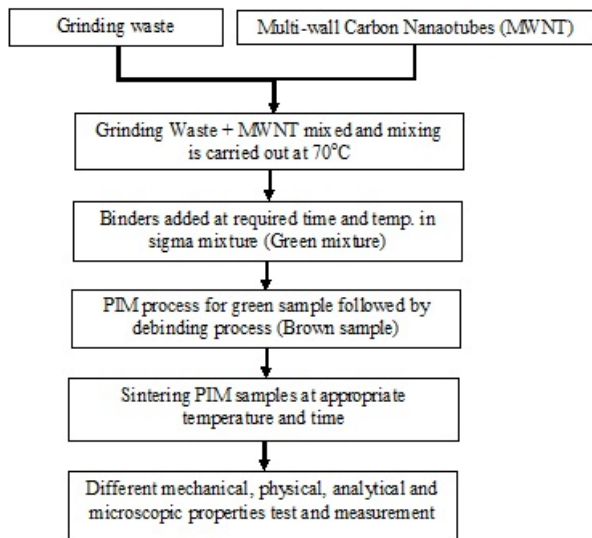 Grinding waste
Multi-wall Carbon Nanaotubes (MWNT)
Grinding Waste + MWNT mixed and mixing
is carried out at 70°C
Binders added at required time and temp. in
sigma mixture (Green mixture)
PIM process for green sample followed by
debinding process (Brown sample)
Sintering PIM samples at appropriate
temperature and time
Different mechanical, physical, analytical and
microscopic properties test and measurement